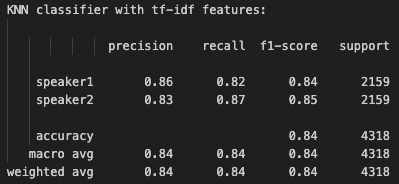 KNN classifier with tf-idf features:
precision recall f1-score support
speaker1 0.86 0.82 0.84 2159
speaker2 0.83 0.87 0.85 2159
accuracy 0.84 4318
macro avg 0.84 0.84 0.84 4318
weighted avg 0.84 0.84 0.84 4318